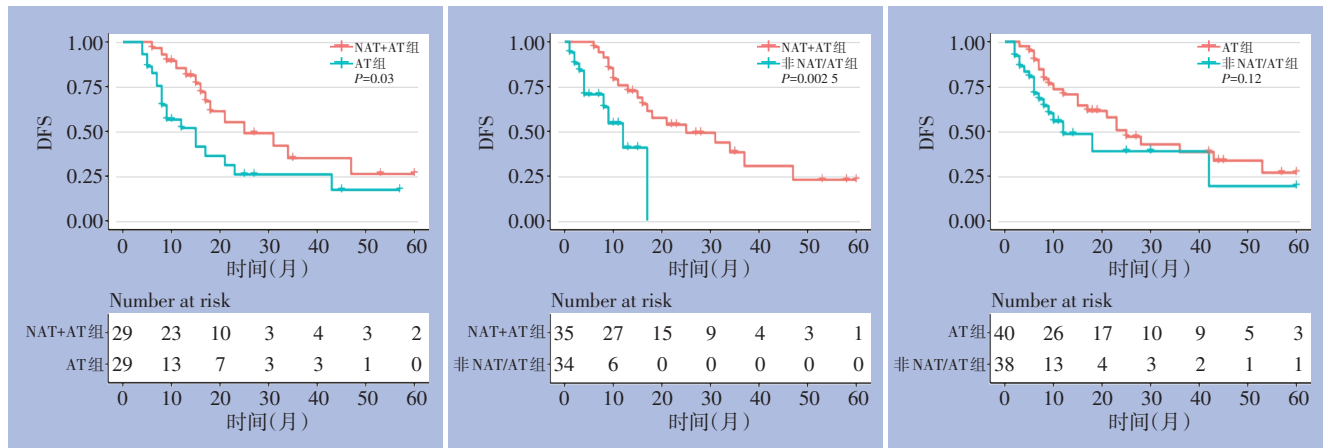 1.00
0.75
0.50
0.25
0.00
DFS
NAT+AT组
AT组
P=0.03
0 10 20 30 40 50 60
时间(月)
Number at risk
NAT+AT组 29 23 10 3 4 3 2
AT组 29 13 7 3 3 1 0
0 10 20 30 40 50 60
时间(月)
1.00
0.75
0.50
0.25
0.00
DFS
NAT+AT组
非NAT/AT组
P=0.002 5
0 10 20 30 40 50 60
时间(月)
Number at risk
NAT+AT组 35 27 15 9 4 3 1
非NAT/AT组 34 6 0 0 0 0 0
0 10 20 30 40 50 60
时间(月)
1.00
0.75
0.50
0.25
0.00
DFS
AT组
非NAT/AT组
P=0.12
0 10 20 30 40 50 60
时间(月)
Number at risk
AT组 40 26 17 10 9 5 3
非NAT/AT组 38 13 4 3 2 1 1
0 10 20 30 40 50 60
时间(月)